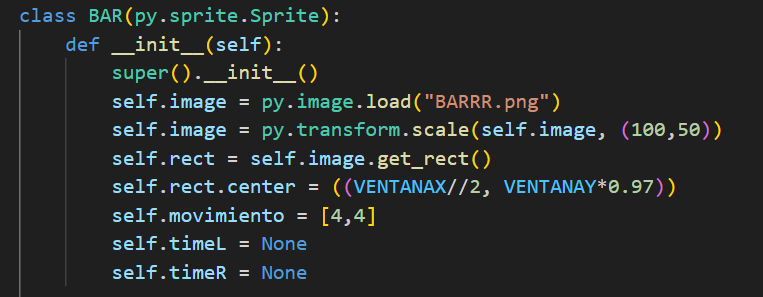 class BAR(py.sprite.Sprite):
    def __init__(self):
        super().__init__()
        self.image = py.image.load("BARRR.png")
        self.image = py.transform.scale(self.image, (100,50))
        self.rect = self.image.get_rect()
        self.rect.center = ((VENTANAX//2, VENTANAY*0.97))
        self.movimiento = [4,4]
        self.timeL = None
        self.timeR = None